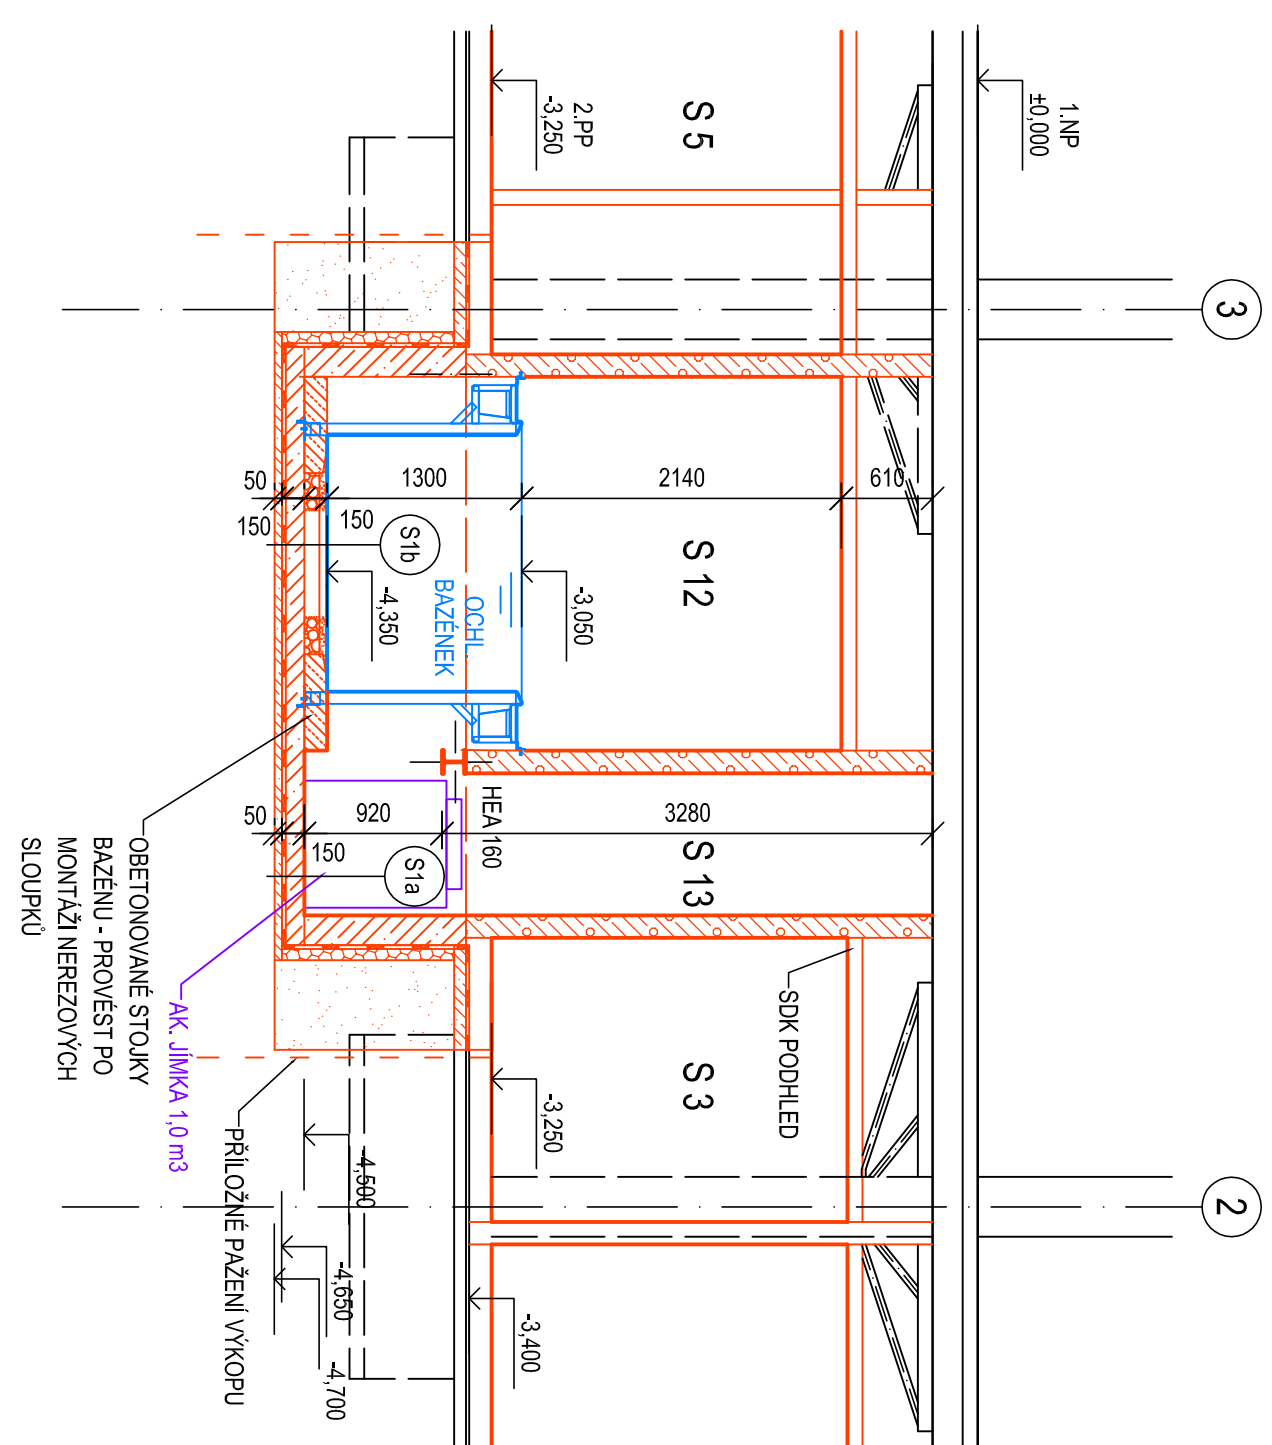 1.NP
±0,000
S 5
2.PP
-3,250
3
610
2140
1300
150
50
150
S1b
S 12
-3,050
OCHL.
BAZÉNEK
-4,350
HEA 160
3280
920
150
50
S1a
S 13
SDK PODHLED
S 3
-3,250
2
-3,400
-4,500
-4,650
-4,700
PŘÍLOŽNÉ PAŽENÍ VÝKOPU
AK. JÍMKA 1,0 m3
OBETONOVANÉ STOJKY
BAZÉNU - PROVÉST PO
MONTÁŽI NEREZOVÝCH
SLOUPKŮ